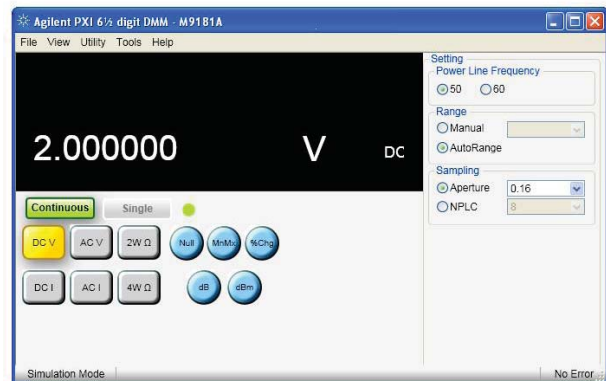 Agilent PXI 6½ digit DMM - M9181A
File View Utility Tools Help
2.000000 V DC
Continuous Single
DC V AC V 2W Ω Null MnMx %Chg
DC I AC I 4W Ω dB dBm
Setting
Power Line Frequency
50 60
Range
Manual
AutoRange
Sampling
Aperture 0.16
NPLC 8
Simulation Mode No Error